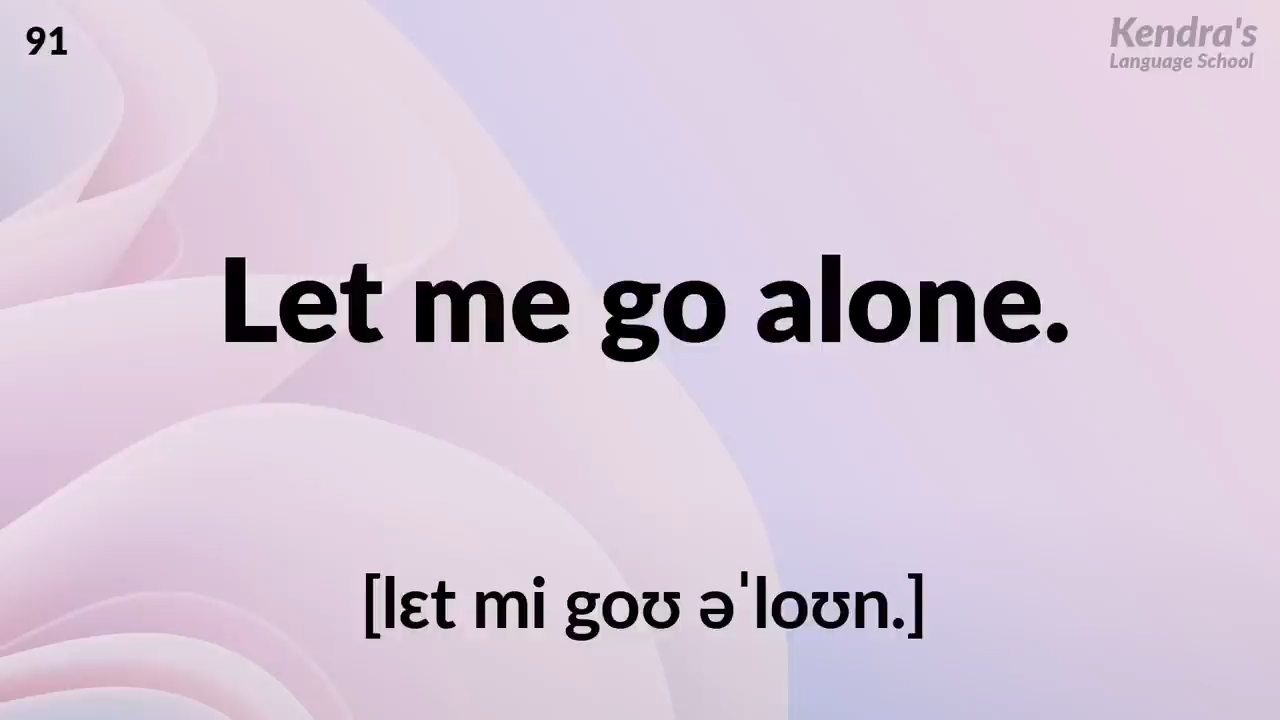 91
Kendra's
Language School
Let me go alone.
[lɛt mi goʊ əˈloʊn.]